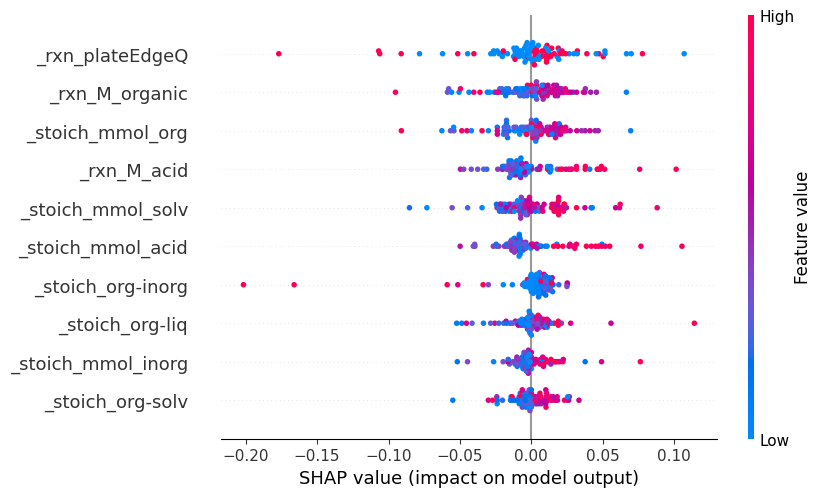 High
_rxn_plateEdgeQ
_rxn_M_organic
_stoich_mmol_org
_rxn_M_acid
_stoich_mmol_solv
_stoich_mmol_acid
_stoich_org-inorg
_stoich_org-liq
_stoich_mmol_inorg
_stoich_org-solv
Feature value
Low
−0.20 −0.15 −0.10 −0.05 0.00 0.05 0.10
SHAP value (impact on model output)